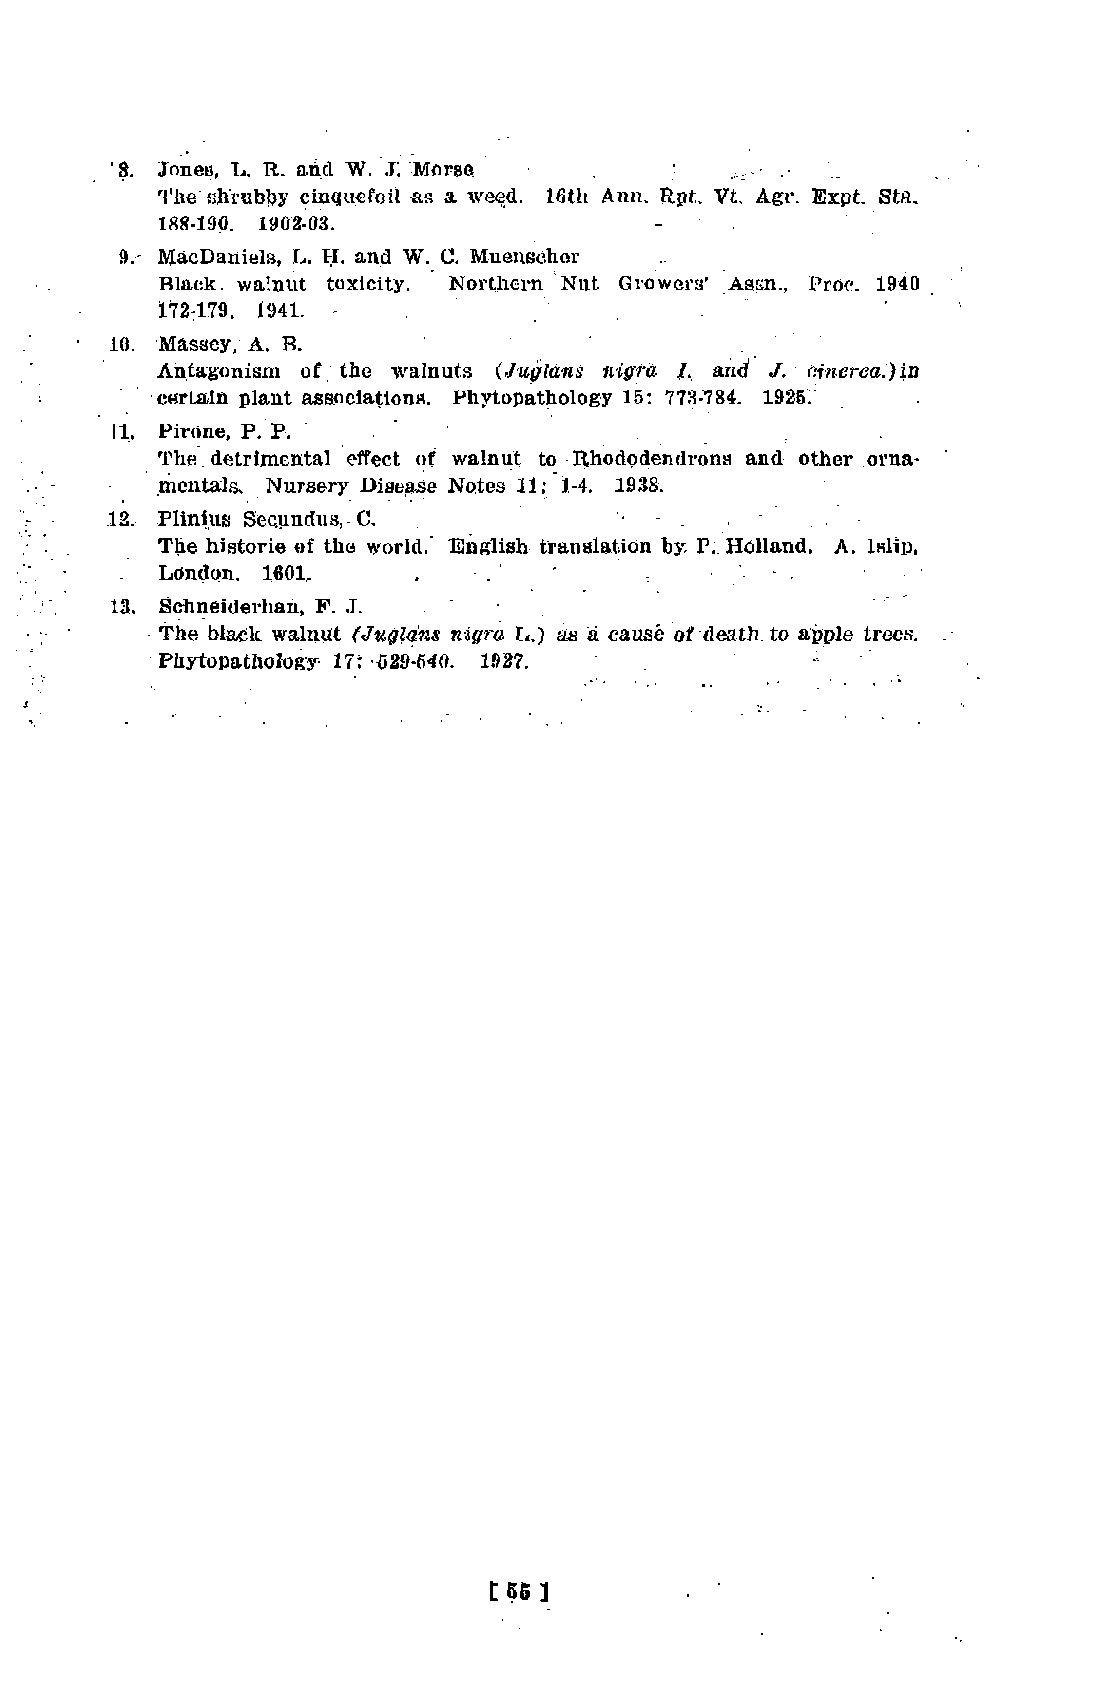 8. Jones, L. R. and W. J. Morse
The shrubby cinquefoil as a weed. 16th Ann. Rpt. Vt. Agr. Expt. Sta.
188-190. 1902-03.
9. MacDaniels, L. H. and W. C. Muenscher
Black walnut toxicity. Northern Nut Growers' Assn., Proc. 1940
172-179. 1941.
10. Massey, A. B.
Antagonism of the walnuts (Juglans nigra L. and J. cinerea.)in
certain plant associations. Phytopathology 15: 773-784. 1925.
11. Pirone, P. P.
The detrimental effect of walnut to Rhododendrons and other orna-
mentals. Nursery Disease Notes 11: 1-4. 1938.
12. Plinius Secundus, C.
The historie of the world. English translation by P. Holland. A. Islip,
London. 1601.
13. Schneiderhan, F. J.
The black walnut (Juglans nigra L.) as a cause of death to apple trees.
Phytopathology 17: 529-540. 1927.
[ 55 ]